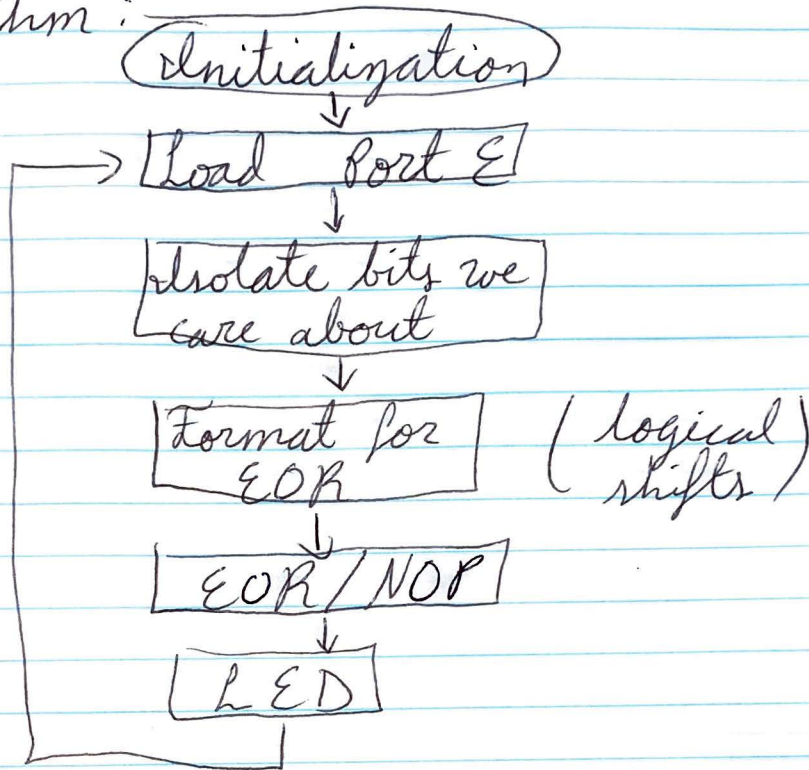 hm :
Initialization
Load Port E
Isolate bits we
care about
Format for
EOR
(logical
shifts)
EOR/NOP
LED